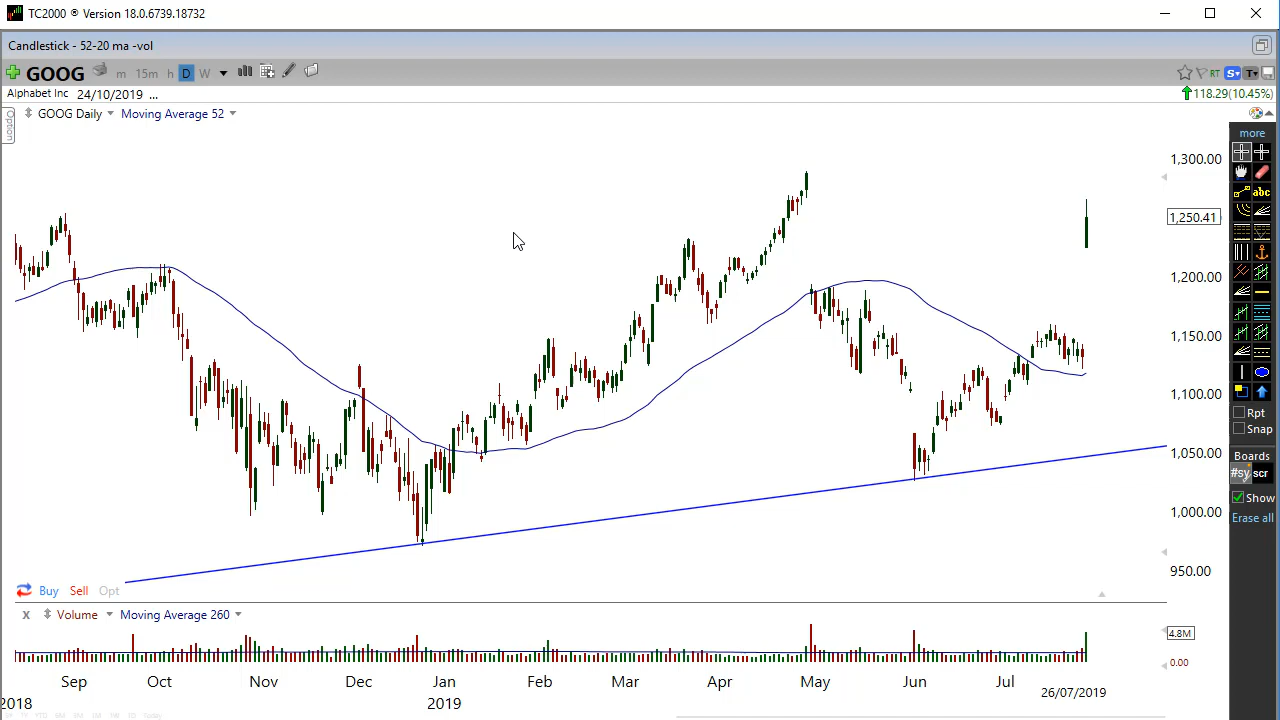 TC2000 ® Version 18.0.6739.18732
Candlestick - 52-20 ma -vol
GOOG m 15m h D W RT S T
Alphabet Inc 24/10/2019 ... 118.29(10.45%)
Option
GOOG Daily Moving Average 52
more
abc
1,300.00
1,250.41
1,200.00
1,150.00
1,100.00
1,050.00
1,000.00
950.00
Rpt
Snap
Boards
#sy scr
Show
Erase all
Buy Sell Opt
X Volume Moving Average 260
4.8M
0.00
Sep Oct Nov Dec Jan Feb Mar Apr May Jun Jul 26/07/2019
2018 2019